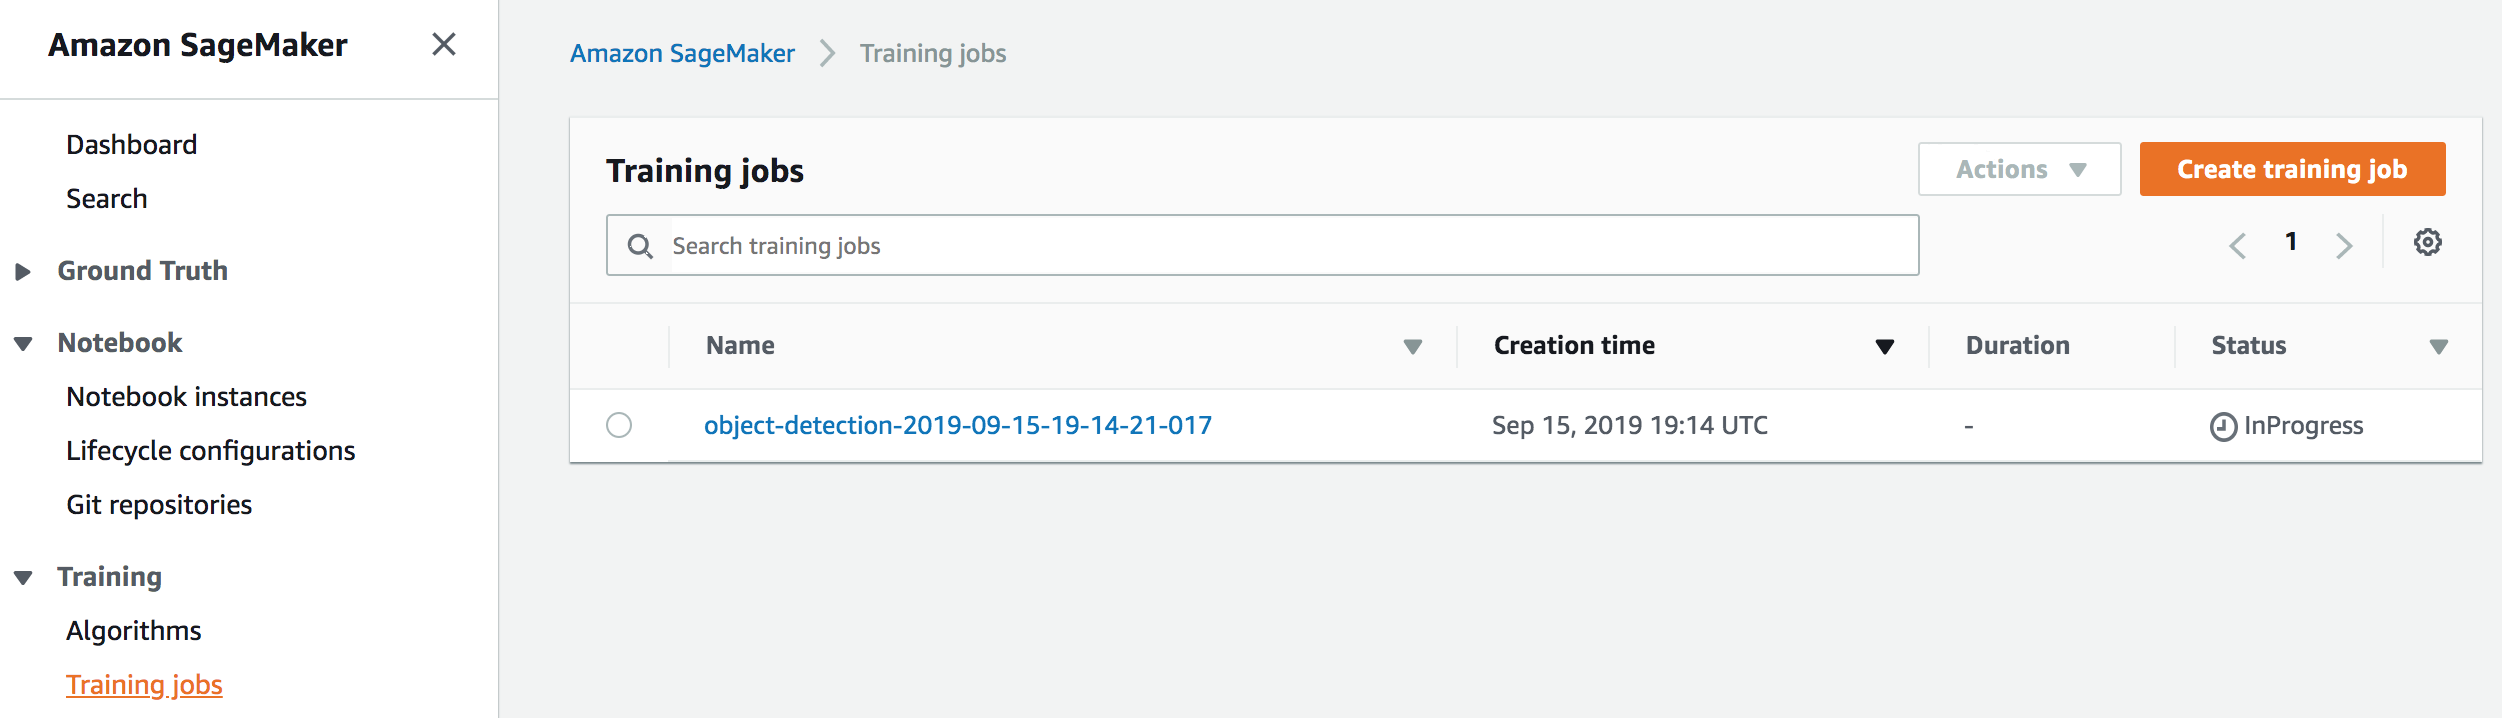 Amazon SageMaker
Dashboard
Search
Ground Truth
Notebook
Notebook instances
Lifecycle configurations
Git repositories
Training
Algorithms
Training jobs
Amazon SageMaker Training jobs
Training jobs
Actions
Create training job
Search training jobs
1
Name Creation time Duration Status
object-detection-2019-09-15-19-14-21-017 Sep 15, 2019 19:14 UTC - InProgress